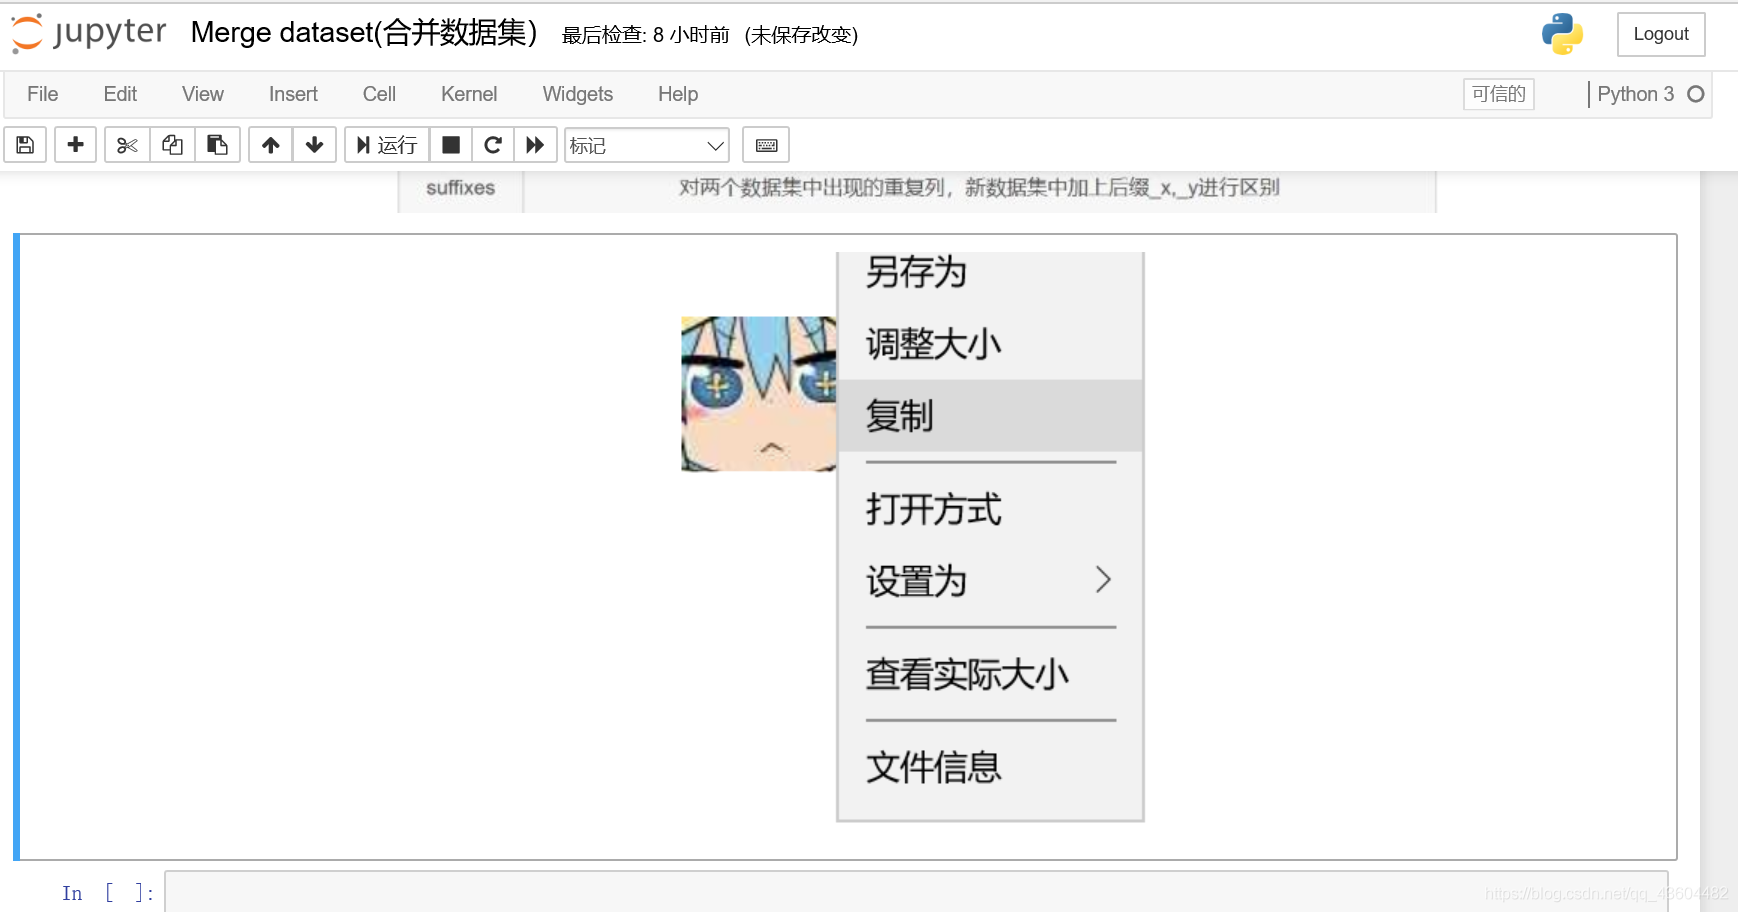 jupyter Merge dataset(合并数据集） 最后检查: 8 小时前 (未保存改变) Logout
File Edit View Insert Cell Kernel Widgets Help 可信的 Python 3
运行 标记
suffixes 对两个数据集中出现的重复列，新数据集中加上后缀_x,_y进行区别
另存为
调整大小
复制
打开方式
设置为
查看实际大小
文件信息
In [ ]:
https://blog.csdn.net/qq_43604482